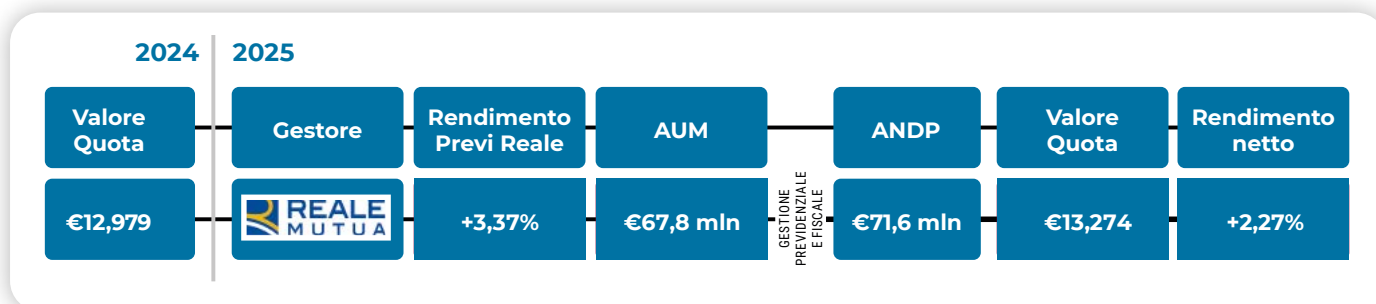 2024
2025
Valore
Quota
Gestore
Rendimento
Previ Reale
AUM
ANDP
Valore
Quota
Rendimento
netto
€12,979
REALE
MUTUA
+3,37%
€67,8 mln
GESTIONE
PREVIDENZIALE
E FISCALE
€71,6 mln
€13,274
+2,27%